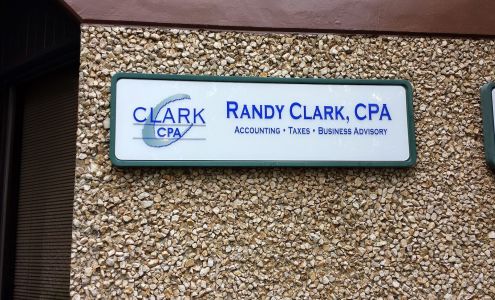 CLARK
CPA
RANDY CLARK, CPA
ACCOUNTING • TAXES • BUSINESS ADVISORY